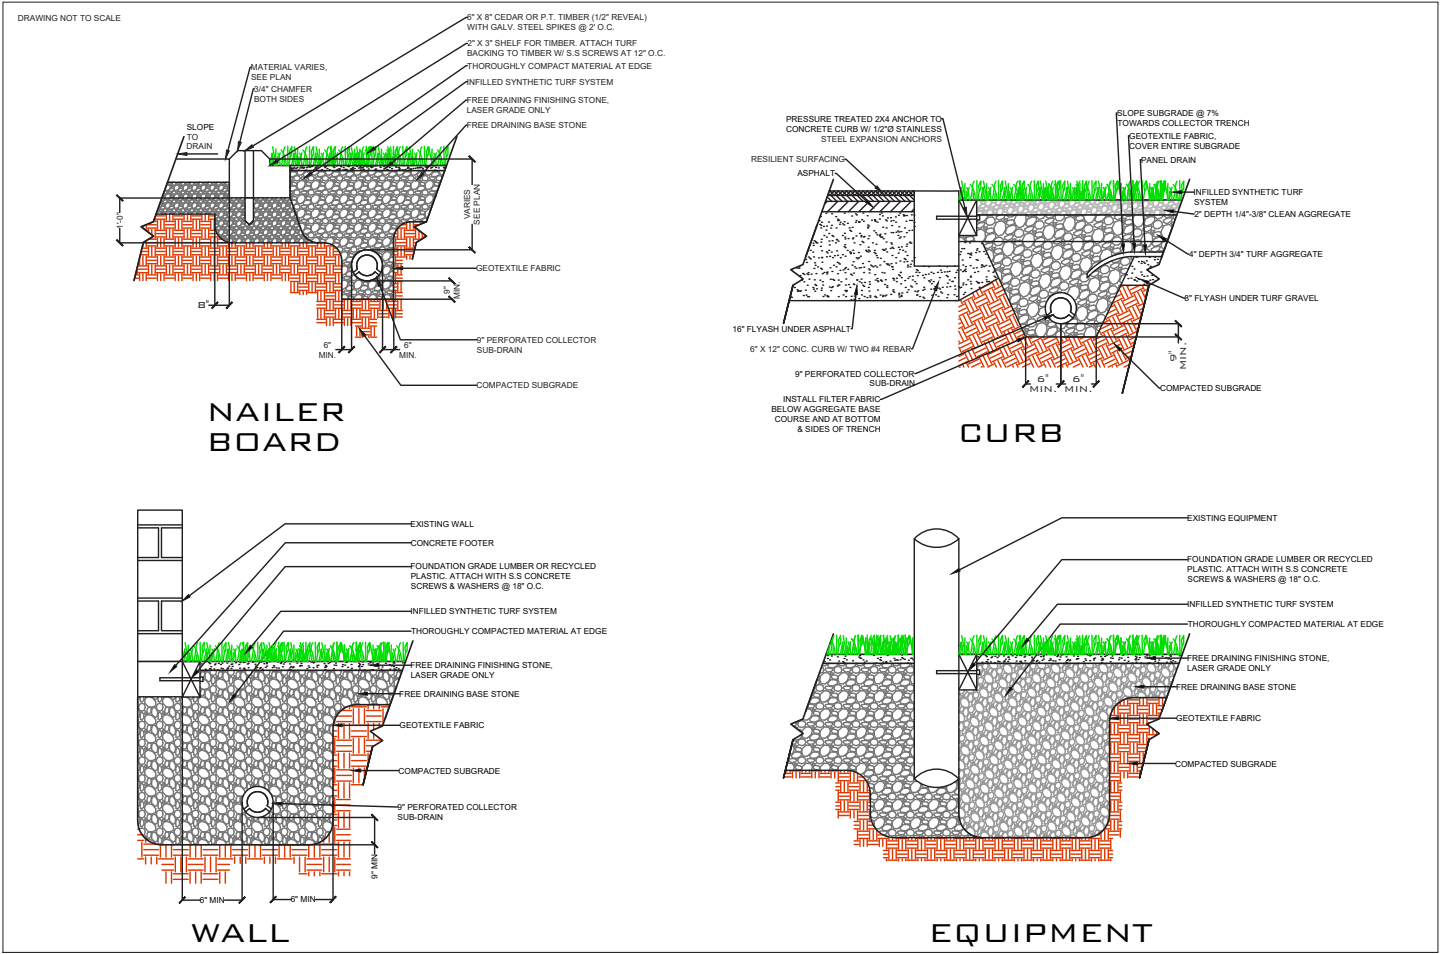 DRAWING NOT TO SCALE
6" X 8" CEDAR OR P.T. TIMBER (1/2" REVEAL)
WITH GALV. STEEL SPIKES @ 2' O.C.
2" X 3" SHELF FOR TIMBER. ATTACH TURF
BACKING TO TIMBER W/ S.S SCREWS AT 12" O.C.
THOROUGHLY COMPACT MATERIAL AT EDGE
INFILLED SYNTHETIC TURF SYSTEM
FREE DRAINING FINISHING STONE,
LASER GRADE ONLY
FREE DRAINING BASE STONE
MATERIAL VARIES,
SEE PLAN
3/4" CHAMFER
BOTH SIDES
SLOPE
TO
DRAIN
1'-0"
VARIES
SEE PLAN
GEOTEXTILE FABRIC
9"
MIN.
8"
6"
MIN.
6"
MIN.
9" PERFORATED COLLECTOR
SUB-DRAIN
COMPACTED SUBGRADE
NAILER
BOARD
PRESSURE TREATED 2X4 ANCHOR TO
CONCRETE CURB W/ 1/2"Ø STAINLESS
STEEL EXPANSION ANCHORS
RESILIENT SURFACING
ASPHALT
SLOPE SUBGRADE @ 7%
TOWARDS COLLECTOR TRENCH
GEOTEXTILE FABRIC,
COVER ENTIRE SUBGRADE
PANEL DRAIN
INFILLED SYNTHETIC TURF
SYSTEM
2" DEPTH 1/4"-3/8" CLEAN AGGREGATE
4" DEPTH 3/4" TURF AGGREGATE
8" FLYASH UNDER TURF GRAVEL
16" FLYASH UNDER ASPHALT
6" X 12" CONC. CURB W/ TWO #4 REBAR
9" PERFORATED COLLECTOR
SUB-DRAIN
INSTALL FILTER FABRIC
BELOW AGGREGATE BASE
COURSE AND AT BOTTOM
& SIDES OF TRENCH
6"
MIN.
6"
MIN.
9"
MIN.
COMPACTED SUBGRADE
CURB
EXISTING WALL
CONCRETE FOOTER
FOUNDATION GRADE LUMBER OR RECYCLED
PLASTIC. ATTACH WITH S.S CONCRETE
SCREWS & WASHERS @ 18" O.C.
INFILLED SYNTHETIC TURF SYSTEM
THOROUGHLY COMPACTED MATERIAL AT EDGE
FREE DRAINING FINISHING STONE,
LASER GRADE ONLY
FREE DRAINING BASE STONE
GEOTEXTILE FABRIC
COMPACTED SUBGRADE
9" PERFORATED COLLECTOR
SUB-DRAIN
9" MIN
6" MIN
6" MIN
WALL
EXISTING EQUIPMENT
FOUNDATION GRADE LUMBER OR RECYCLED
PLASTIC. ATTACH WITH S.S CONCRETE
SCREWS & WASHERS @ 18" O.C.
INFILLED SYNTHETIC TURF SYSTEM
THOROUGHLY COMPACTED MATERIAL AT EDGE
FREE DRAINING FINISHING STONE,
LASER GRADE ONLY
FREE DRAINING BASE STONE
GEOTEXTILE FABRIC
COMPACTED SUBGRADE
EQUIPMENT